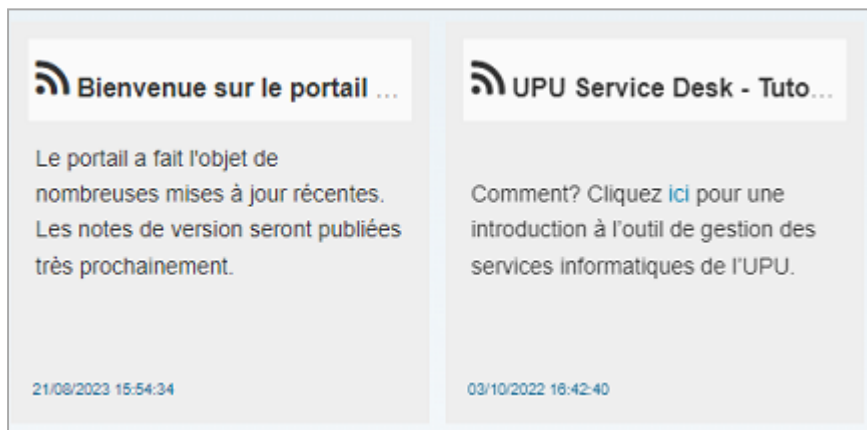 Bienvenue sur le portail ...
Le portail a fait l'objet de
nombreuses mises à jour récentes.
Les notes de version seront publiées
très prochainement.
21/08/2023 15:54:34
UPU Service Desk - Tuto...
Comment? Cliquez ici pour une
introduction à l’outil de gestion des
services informatiques de l’UPU.
03/10/2022 16:42:40